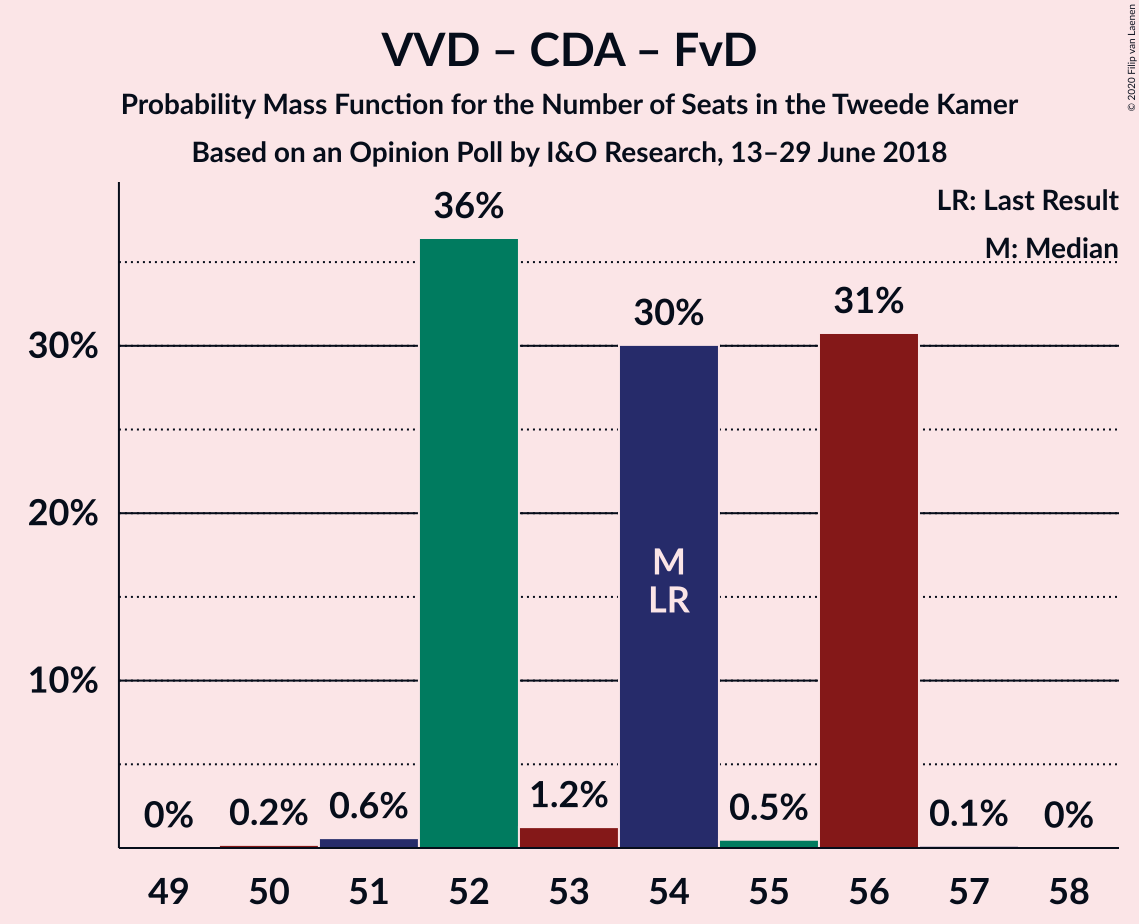 VVD – CDA – FvD
Probability Mass Function for the Number of Seats in the Tweede Kamer
Based on an Opinion Poll by I&O Research, 13–29 June 2018
© 2020 Filip van Laenen
LR: Last Result
M: Median
36%
31%
30%
30%
20%
10%
M
LR
0%
0.2%
0.6%
1.2%
0.5%
0.1%
0%
49 50 51 52 53 54 55 56 57 58